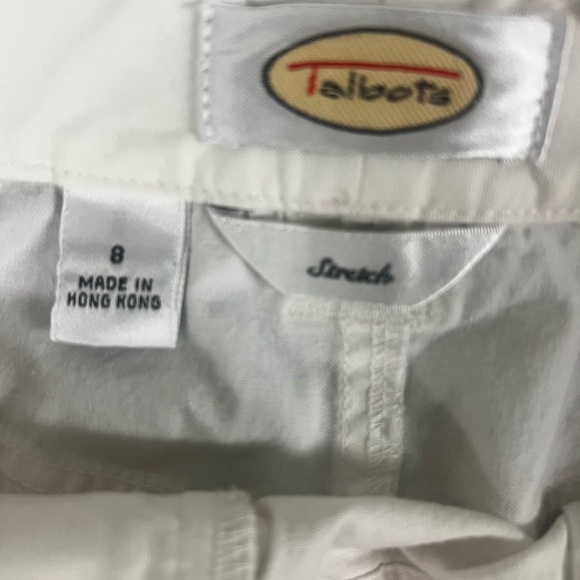 Talbots
8
MADE IN
HONG KONG
Stretch